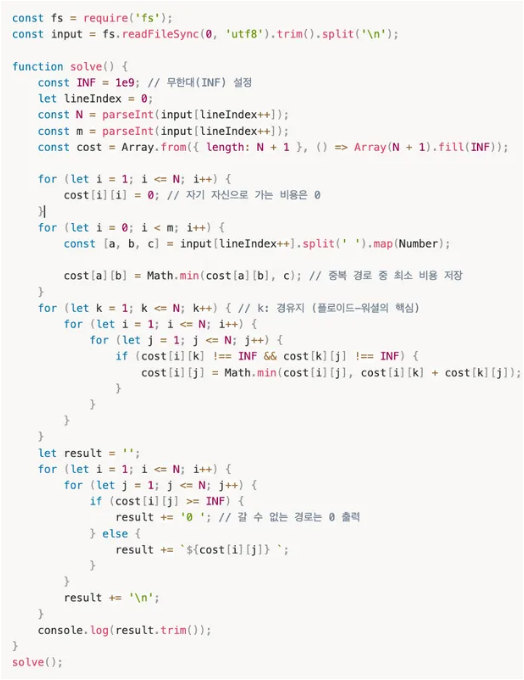 const fs = require('fs');
const input = fs.readFileSync(0, 'utf8').trim().split('\n');

function solve() {
    const INF = 1e9; // 무한대(INF) 설정
    let lineIndex = 0;
    const N = parseInt(input[lineIndex++]);
    const m = parseInt(input[lineIndex++]);
    const cost = Array.from({ length: N + 1 }, () => Array(N + 1).fill(INF));

    for (let i = 1; i <= N; i++) {
        cost[i][i] = 0; // 자기 자신으로 가는 비용은 0
    }
    for (let i = 0; i < m; i++) {
        const [a, b, c] = input[lineIndex++].split(' ').map(Number);

        cost[a][b] = Math.min(cost[a][b], c); // 중복 경로 중 최소 비용 저장
    }
    for (let k = 1; k <= N; k++) { // k: 경유지 (플로이드-워셜의 핵심)
        for (let i = 1; i <= N; i++) {
            for (let j = 1; j <= N; j++) {
                if (cost[i][k] !== INF && cost[k][j] !== INF) {
                    cost[i][j] = Math.min(cost[i][j], cost[i][k] + cost[k][j]);
                }
            }
        }
    }
    let result = '';
    for (let i = 1; i <= N; i++) {
        for (let j = 1; j <= N; j++) {
            if (cost[i][j] >= INF) {
                result += '0 '; // 갈 수 없는 경로는 0 출력
            } else {
                result += `${cost[i][j]} `;
            }
        }
        result += '\n';
    }
    console.log(result.trim());
}
solve();